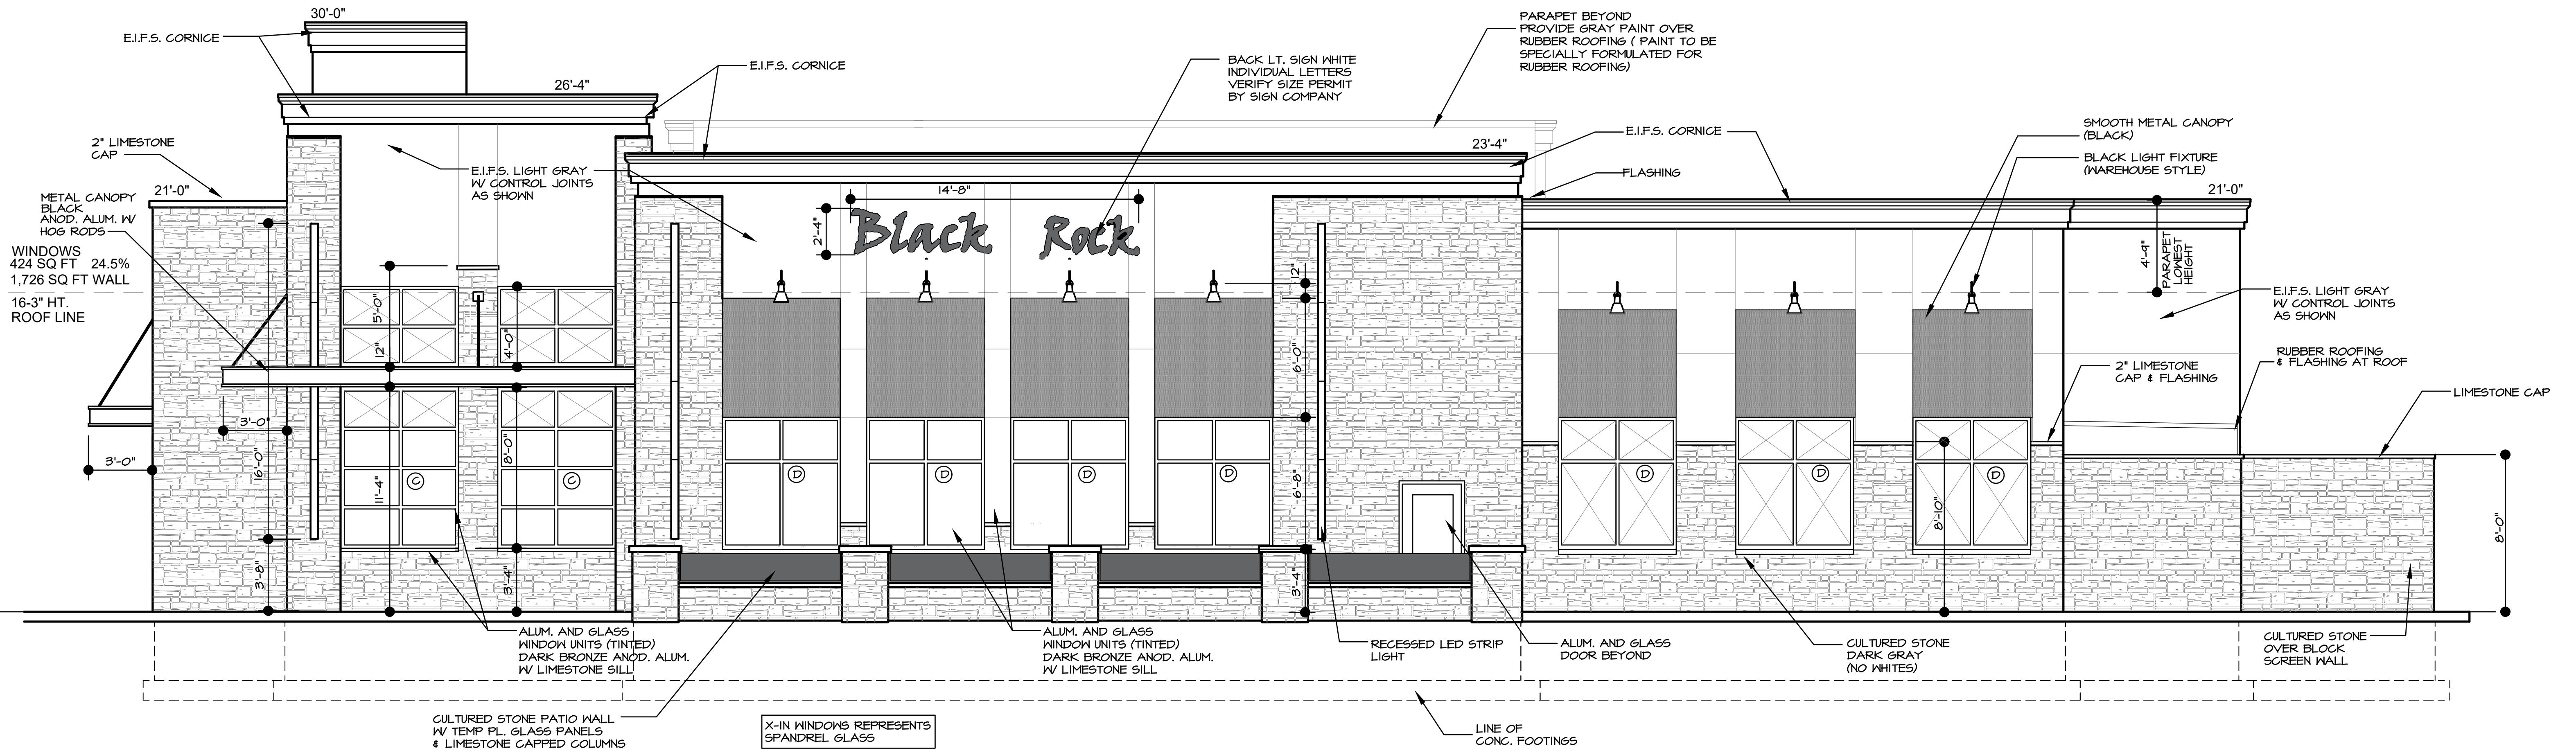 30'-0"
E.I.F.S. CORNICE
26'-4"
E.I.F.S. CORNICE
BACK LT. SIGN WHITE
INDIVIDUAL LETTERS
VERIFY SIZE PERMIT
BY SIGN COMPANY
PARAPET BEYOND
PROVIDE GRAY PAINT OVER
RUBBER ROOFING ( PAINT TO BE
SPECIALLY FORMULATED FOR
RUBBER ROOFING)
2" LIMESTONE
CAP
21'-0"
METAL CANOPY
BLACK
ANOD. ALUM. W/
HOG RODS
WINDOWS
424 SQ FT 24.5%
1,726 SQ FT WALL
16-3" HT.
ROOF LINE
E.I.F.S. LIGHT GRAY
W/ CONTROL JOINTS
AS SHOWN
23'-4"
E.I.F.S. CORNICE
FLASHING
SMOOTH METAL CANOPY
(BLACK)
BLACK LIGHT FIXTURE
(WAREHOUSE STYLE)
21'-0"
14'-8"
2'-4"
Black Rock
4'-9"
PARAPET
LOWEST
HEIGHT
E.I.F.S. LIGHT GRAY
W/ CONTROL JOINTS
AS SHOWN
RUBBER ROOFING
& FLASHING AT ROOF
2" LIMESTONE
CAP & FLASHING
LIMESTONE CAP
5'-0"
12"
4'-0"
12"
6'-0"
3'-0"
3'-0"
16'-0"
11'-4"
8'-0"
6'-8"
C
C
D
D
D
D
D
D
D
8'-10"
8'-0"
3'-8"
3'-4"
3'-4"
ALUM. AND GLASS
WINDOW UNITS (TINTED)
DARK BRONZE ANOD. ALUM.
W/ LIMESTONE SILL
ALUM. AND GLASS
WINDOW UNITS (TINTED)
DARK BRONZE ANOD. ALUM.
W/ LIMESTONE SILL
RECESSED LED STRIP
LIGHT
ALUM. AND GLASS
DOOR BEYOND
CULTURED STONE
DARK GRAY
(NO WHITES)
CULTURED STONE
OVER BLOCK
SCREEN WALL
CULTURED STONE PATIO WALL
W/ TEMP PL. GLASS PANELS
& LIMESTONE CAPPED COLUMNS
X-IN WINDOWS REPRESENTS
SPANDREL GLASS
LINE OF
CONC. FOOTINGS